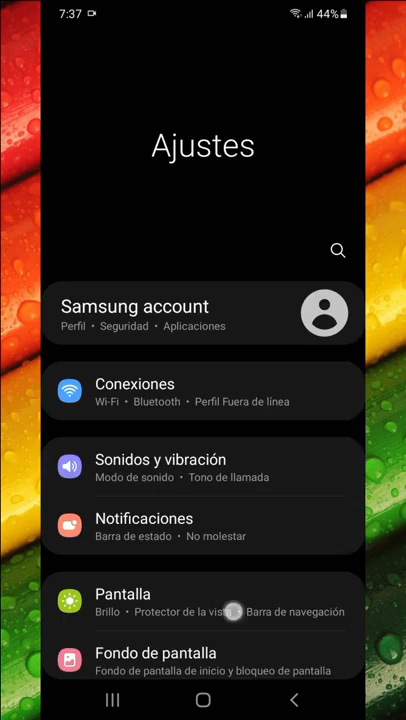 7:37 44%
Ajustes
Samsung account
Perfil • Seguridad • Aplicaciones
Conexiones
Wi-Fi • Bluetooth • Perfil Fuera de línea
Sonidos y vibración
Modo de sonido • Tono de llamada
Notificaciones
Barra de estado • No molestar
Pantalla
Brillo • Protector de la vista • Barra de navegación
Fondo de pantalla
Fondo de pantalla de inicio y bloqueo de pantalla